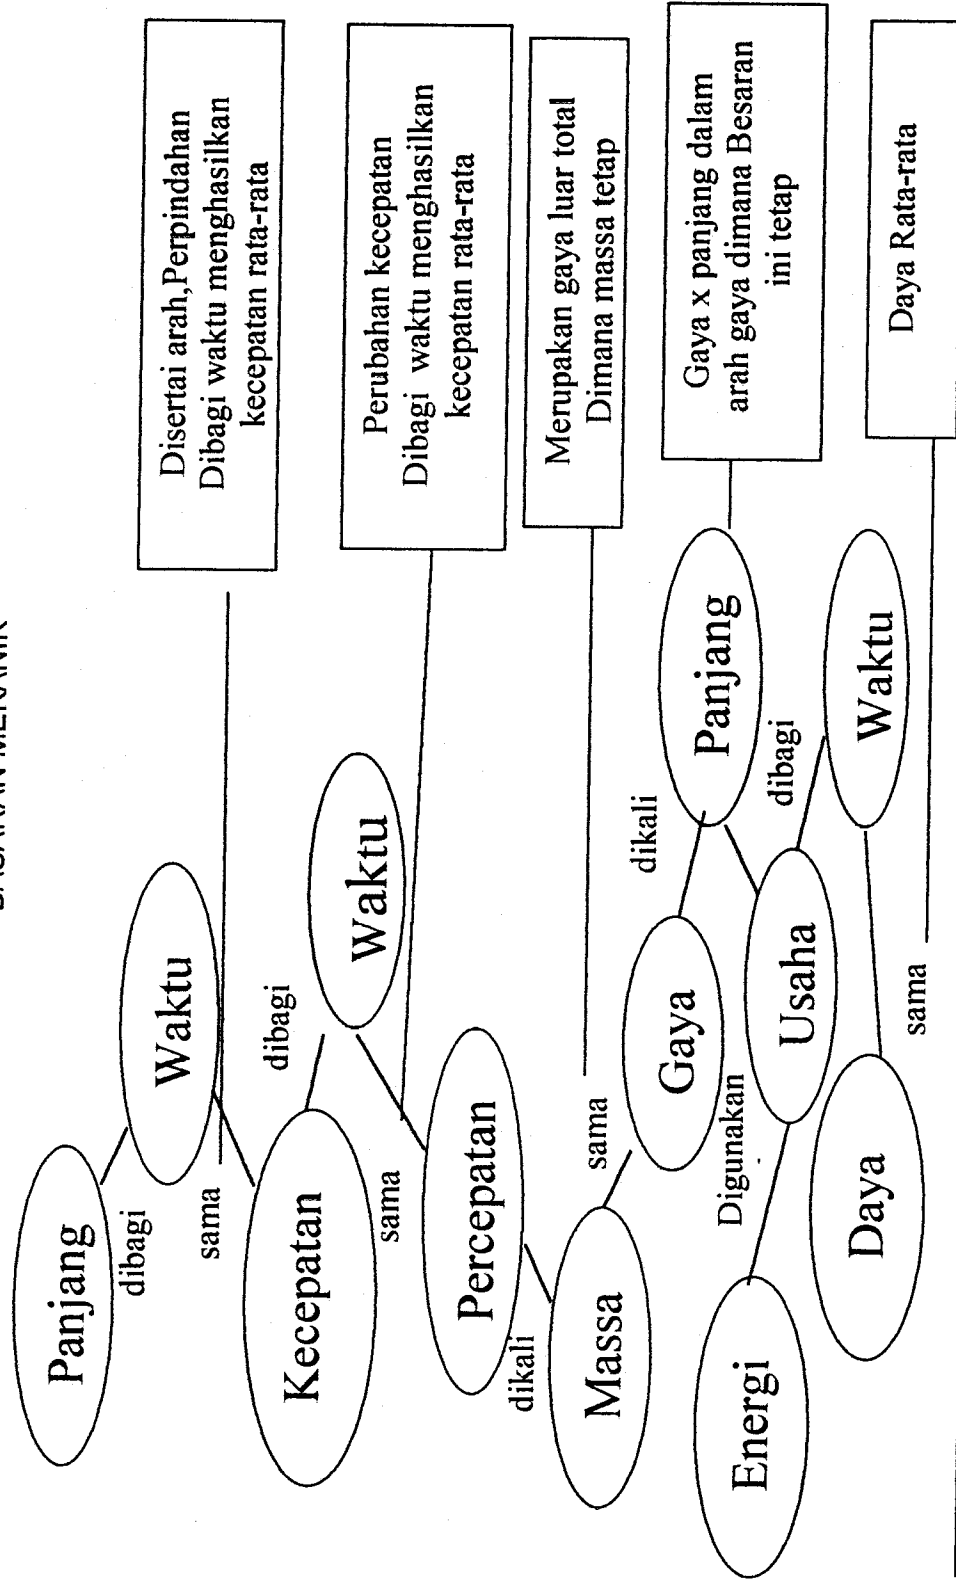 MEKANIK
Panjang
dibagi
Waktu
sama
Disertai arah,Perpindahan
Dibagi waktu menghasilkan
kecepatan rata-rata
Kecepatan
dibagi
Waktu
sama
Perubahan kecepatan
Dibagi waktu menghasilkan
kecepatan rata-rata
Percepatan
dikali
Massa
sama
Merupakan gaya luar total
Dimana massa tetap
Gaya
dikali
Panjang
Gaya x panjang dalam
arah gaya dimana Besaran
ini tetap
Energi
Digunakan
Usaha
dibagi
Waktu
Daya
sama
Daya Rata-rata